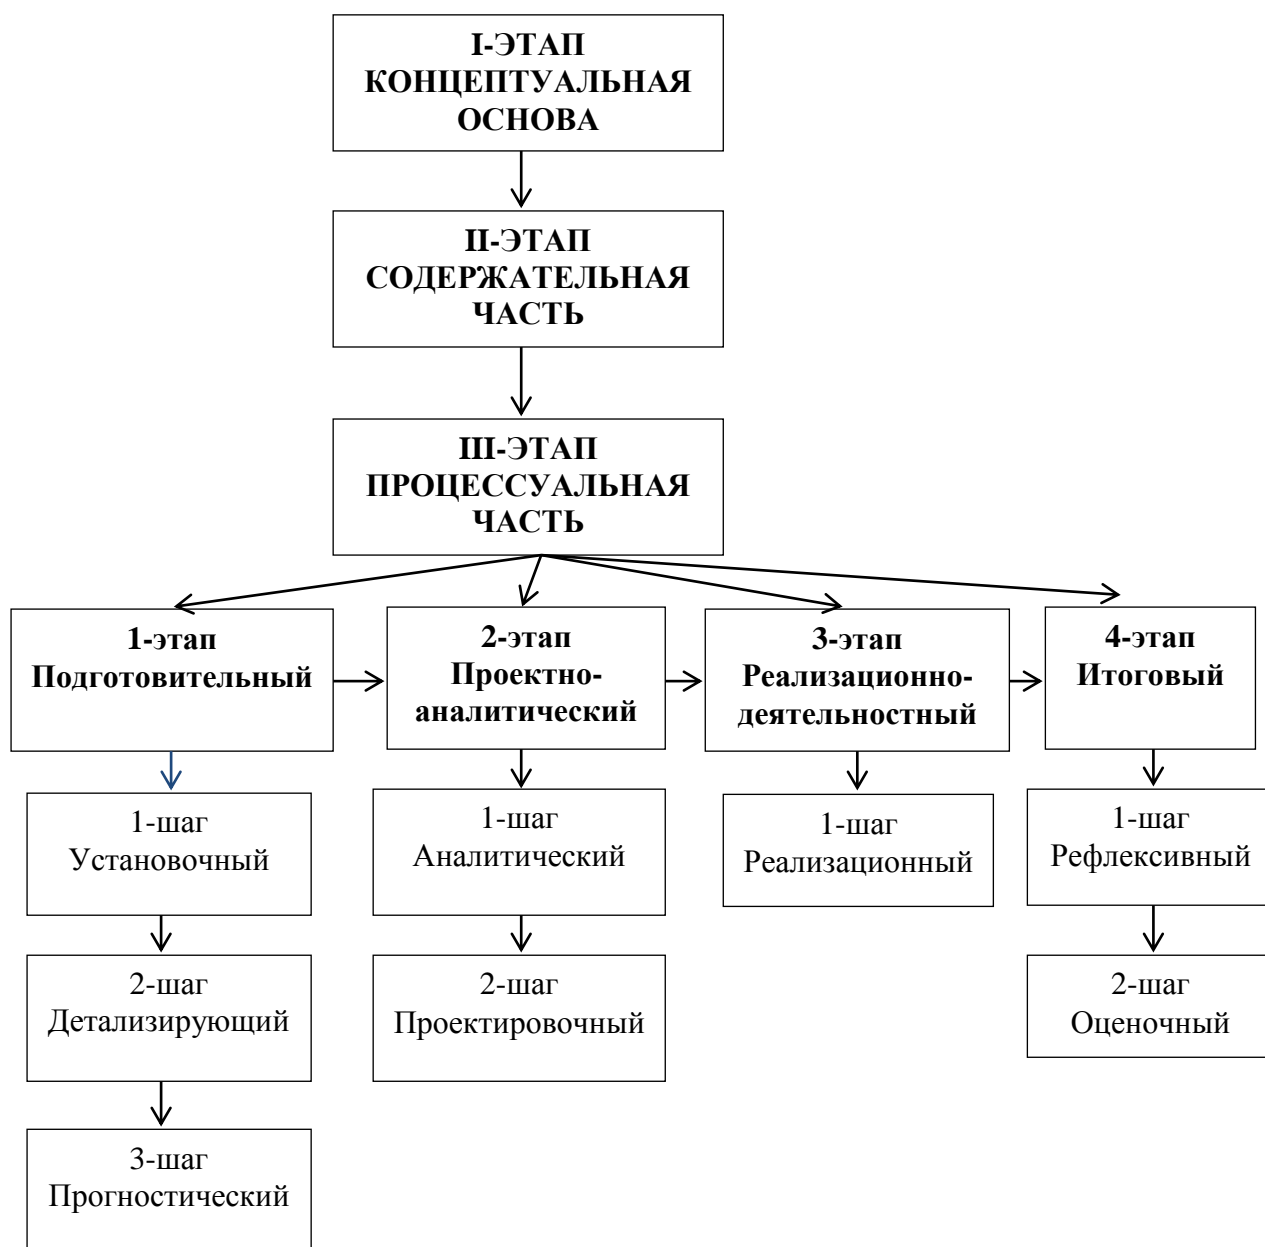 I-ЭТАП
КОНЦЕПТУАЛЬНАЯ
ОСНОВА
II-ЭТАП
СОДЕРЖАТЕЛЬНАЯ
ЧАСТЬ
III-ЭТАП
ПРОЦЕССУАЛЬНАЯ
ЧАСТЬ
1-этап
Подготовительный
2-этап
Проектно-
аналитический
3-этап
Реализационно-
деятельностный
4-этап
Итоговый
1-шаг
Установочный
1-шаг
Аналитический
1-шаг
Реализационный
1-шаг
Рефлексивный
2-шаг
Детализирующий
2-шаг
Проектировочный
2-шаг
Оценочный
3-шаг
Прогностический